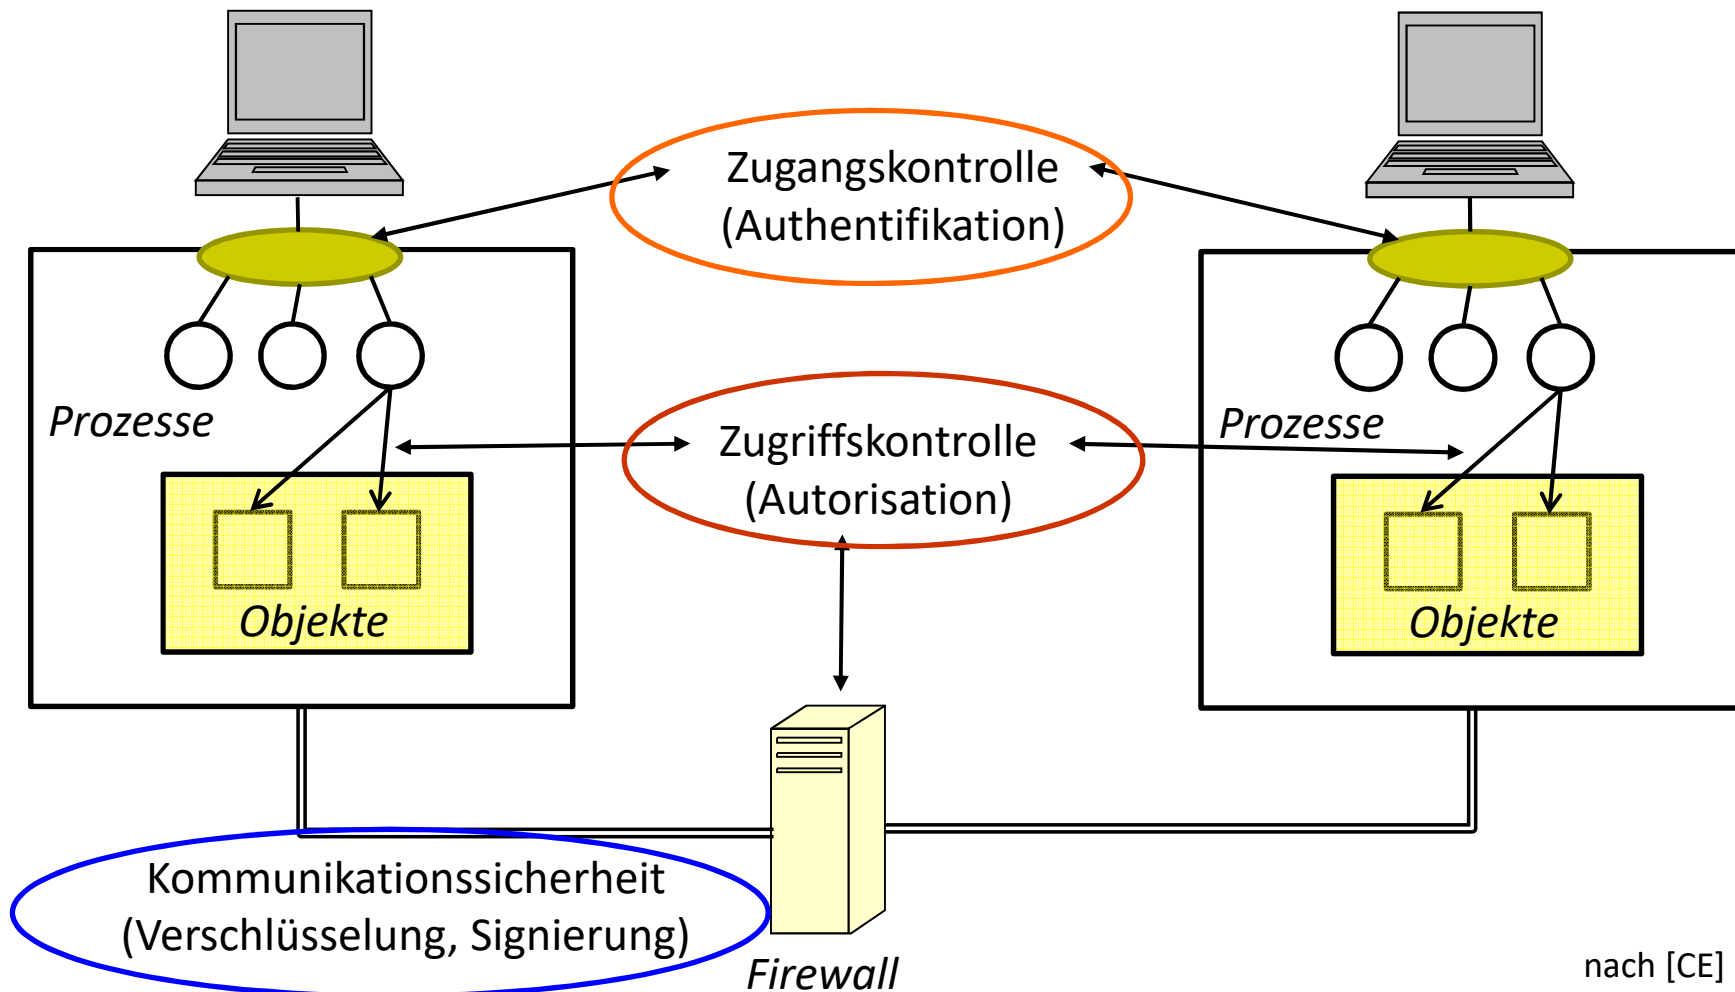 Zugangskontrolle
(Authentifikation)
Prozesse
Zugriffskontrolle
(Autorisation)
Prozesse
Objekte
Objekte
Kommunikationssicherheit
(Verschlüsselung, Signierung)
Firewall
nach [CE]